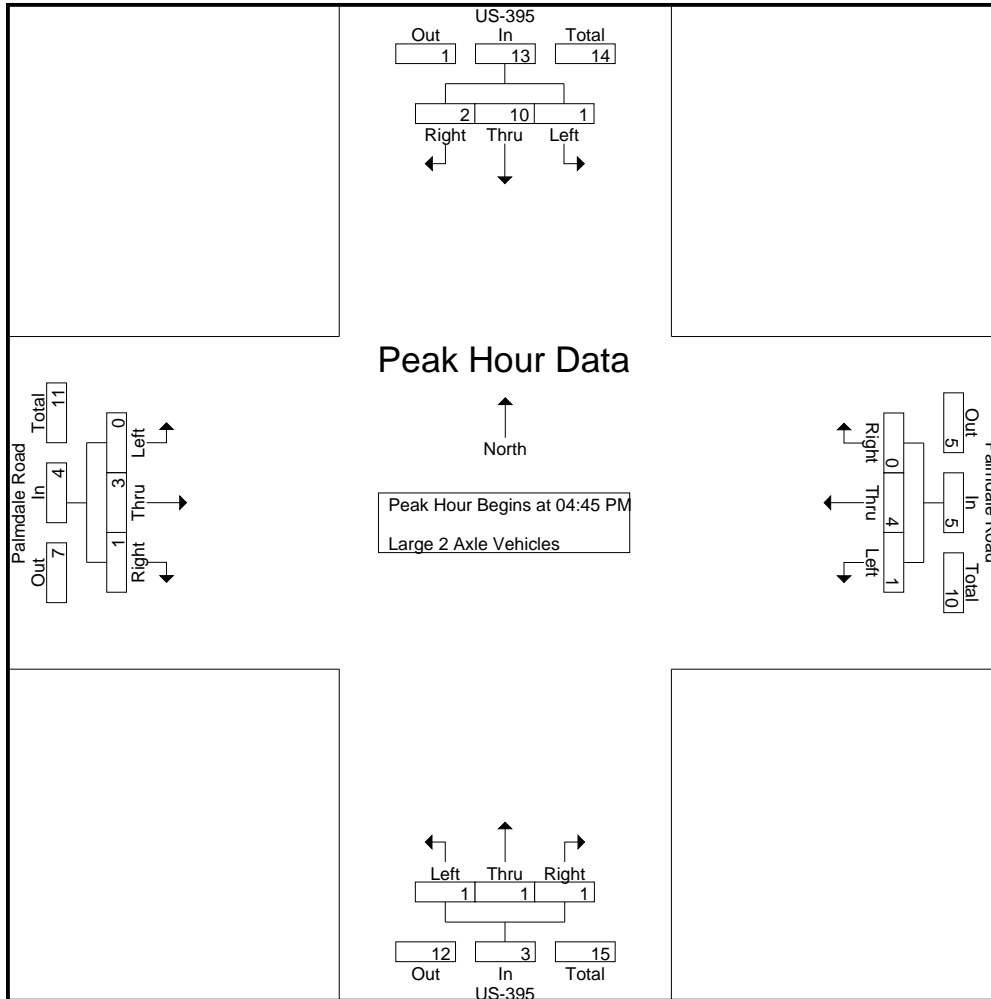 US-395
Out In Total
1 13 14
2 10 1
Right Thru Left
Peak Hour Data
North
Peak Hour Begins at 04:45 PM
Large 2 Axle Vehicles
Palmdale Road
Total In Out
11 4 7
0 3 1
Left Thru Right
Right Thru Left
0 4 1
Out In Total
5 5 10
Palmdale Road
Left Thru Right
1 1 1
12 3 15
Out In Total
US-395